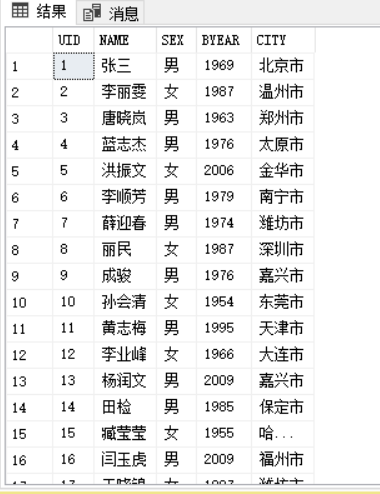 结果 消息
UID NAME SEX BYEAR CITY
1 1 张三 男 1969 北京市
2 2 李丽雯 女 1987 温州市
3 3 唐晓岚 男 1963 郑州市
4 4 蓝志杰 男 1976 太原市
5 5 洪振文 女 2006 金华市
6 6 李顺芳 男 1979 南宁市
7 7 薛迎春 男 1974 潍坊市
8 8 丽民 女 1987 深圳市
9 9 成骏 男 1976 嘉兴市
10 10 孙会清 女 1954 东莞市
11 11 黄志梅 男 1995 天津市
12 12 李业峰 女 1966 大连市
13 13 杨润文 男 2009 嘉兴市
14 14 田检 男 1985 保定市
15 15 臧莹莹 女 1955 哈...
16 16 闫玉虎 男 2009 福州市